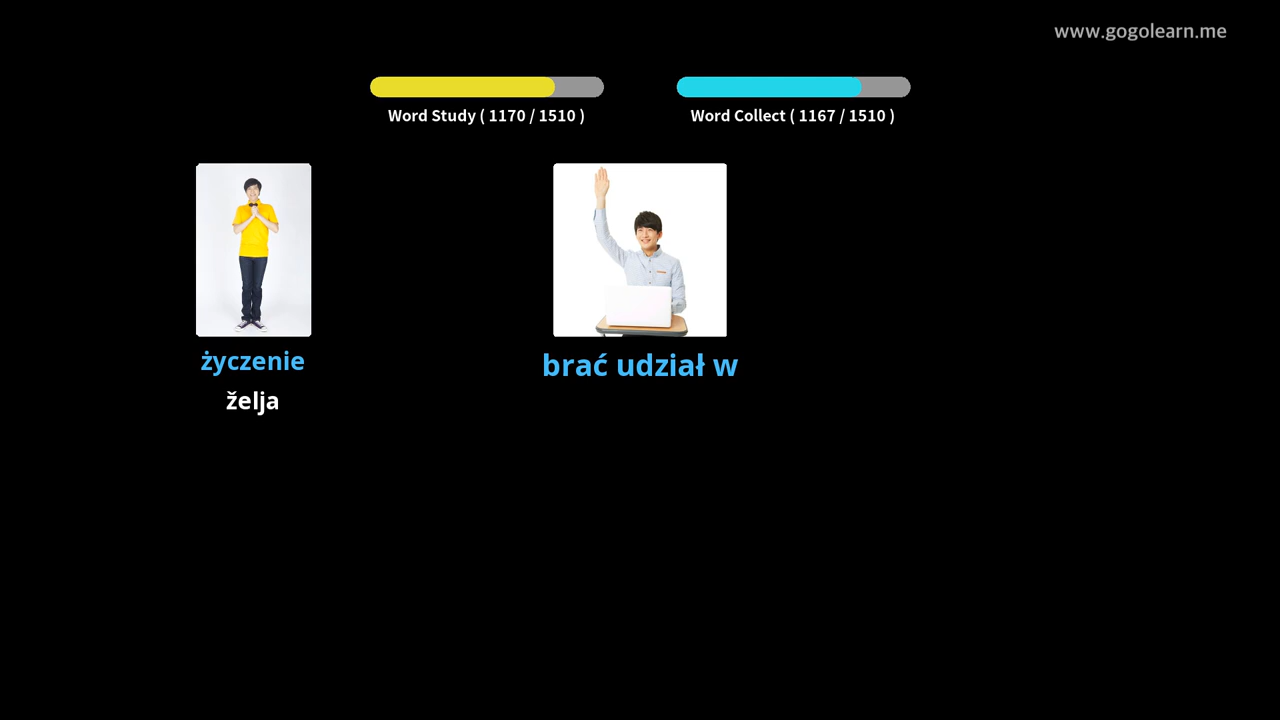 www.gogolearn.me
Word Study ( 1170 / 1510 )
Word Collect ( 1167 / 1510 )
życzenie
želja
brać udział w